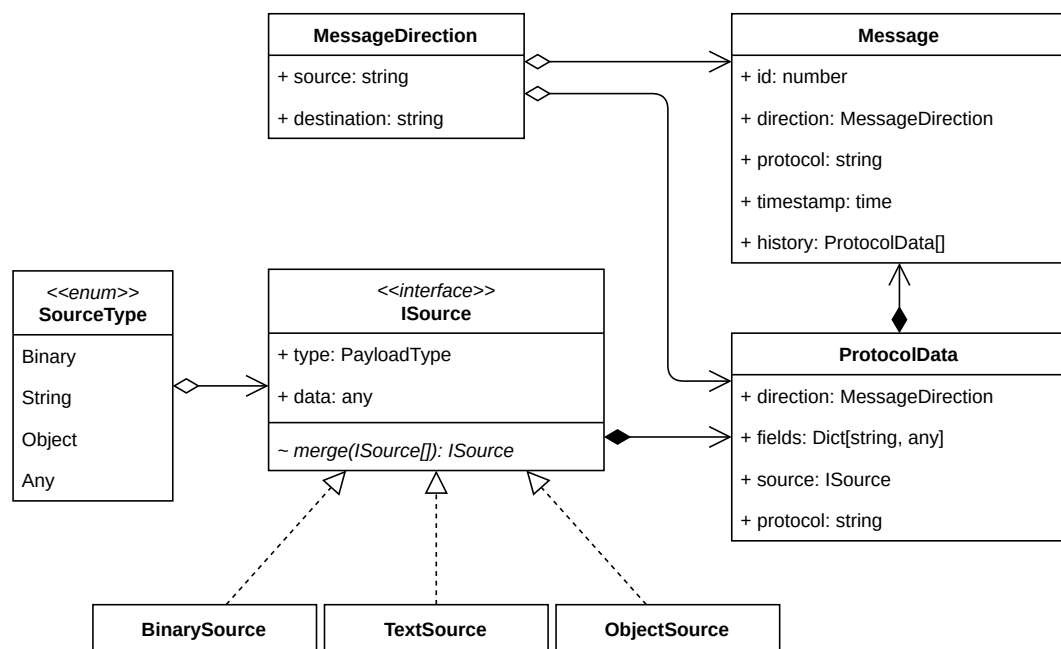 MessageDirection
+ source: string
+ destination: string
Message
+ id: number
+ direction: MessageDirection
+ protocol: string
+ timestamp: time
+ history: ProtocolData[]
<<enum>>
SourceType
Binary
String
Object
Any
<<interface>>
ISource
+ type: PayloadType
+ data: any
~ merge(ISource[]): ISource
ProtocolData
+ direction: MessageDirection
+ fields: Dict[string, any]
+ source: ISource
+ protocol: string
BinarySource
TextSource
ObjectSource